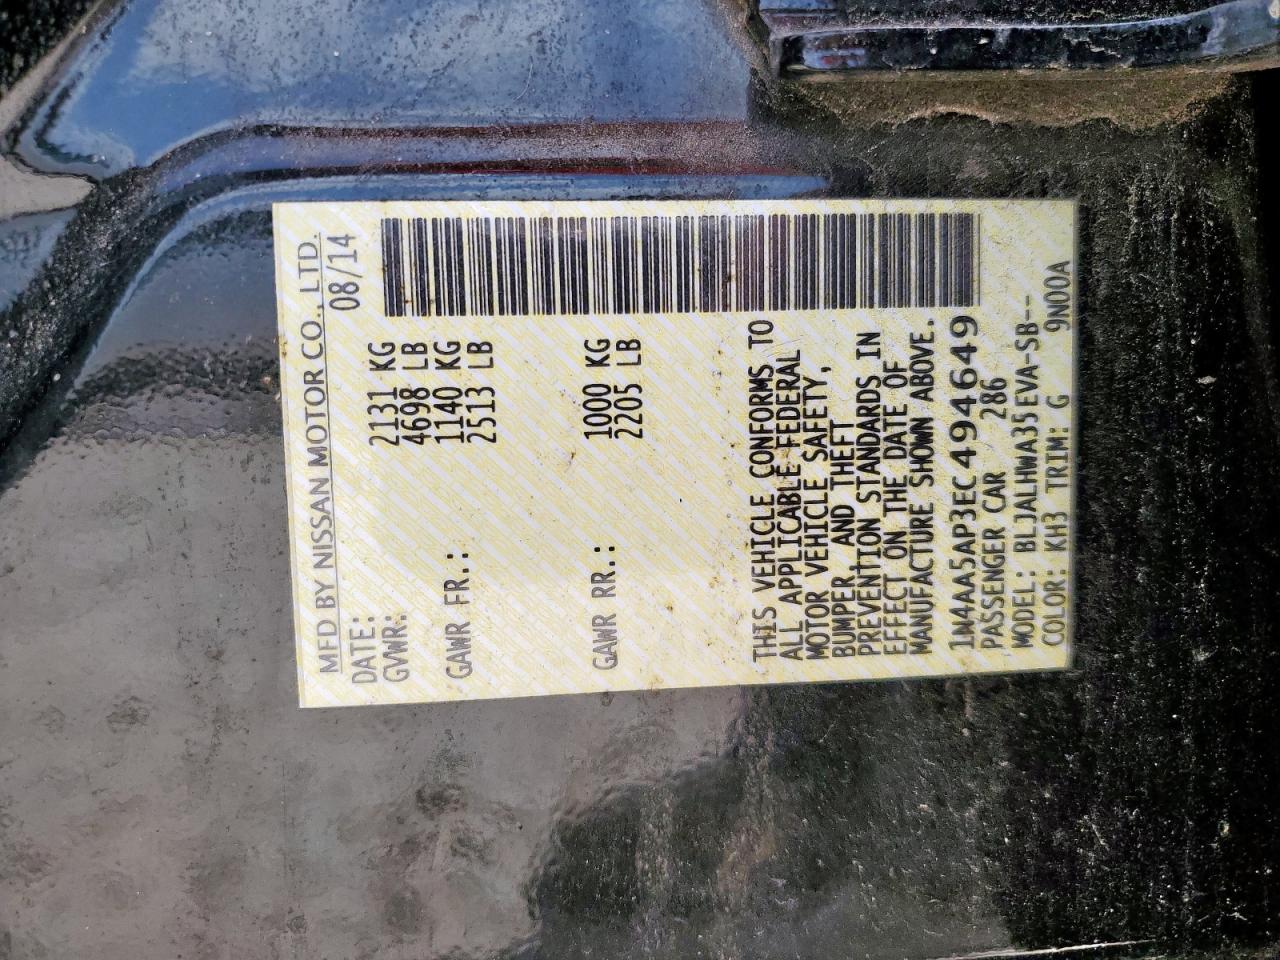 MFD BY NISSAN MOTOR CO., LTD.
DATE: 08/14
GVWR: 2131 KG
4698 LB
GAWR FR.: 1140 KG
2513 LB
GAWR RR.: 1000 KG
2205 LB
THIS VEHICLE CONFORMS TO
ALL APPLICABLE FEDERAL
MOTOR VEHICLE SAFETY,
BUMPER, AND THEFT
PREVENTION STANDARDS IN
EFFECT ON THE DATE OF
MANUFACTURE SHOWN ABOVE.
1N4AA5AP3EC494649
PASSENGER CAR 286
MODEL: BLJALHWA35EVA-SB--
COLOR: KH3 TRIM: G 9N00A